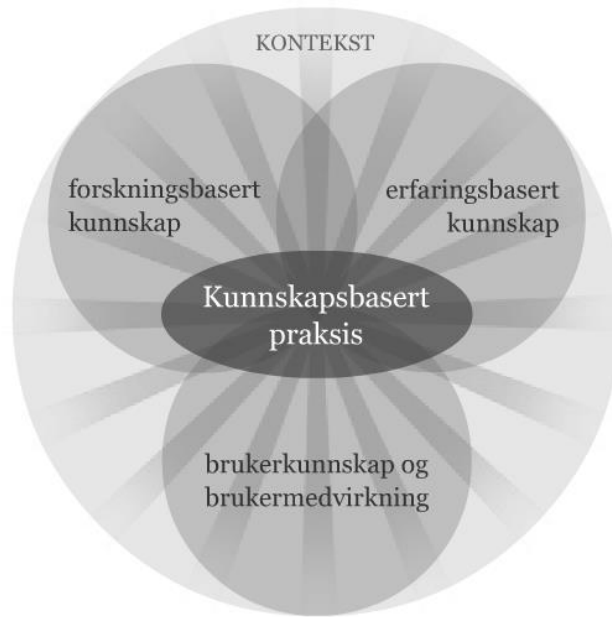 KONTEKST
forskningsbasert
kunnskap
erfaringsbasert
kunnskap
Kunnskapsbasert
praksis
brukerkunnskap og
brukermedvirkning